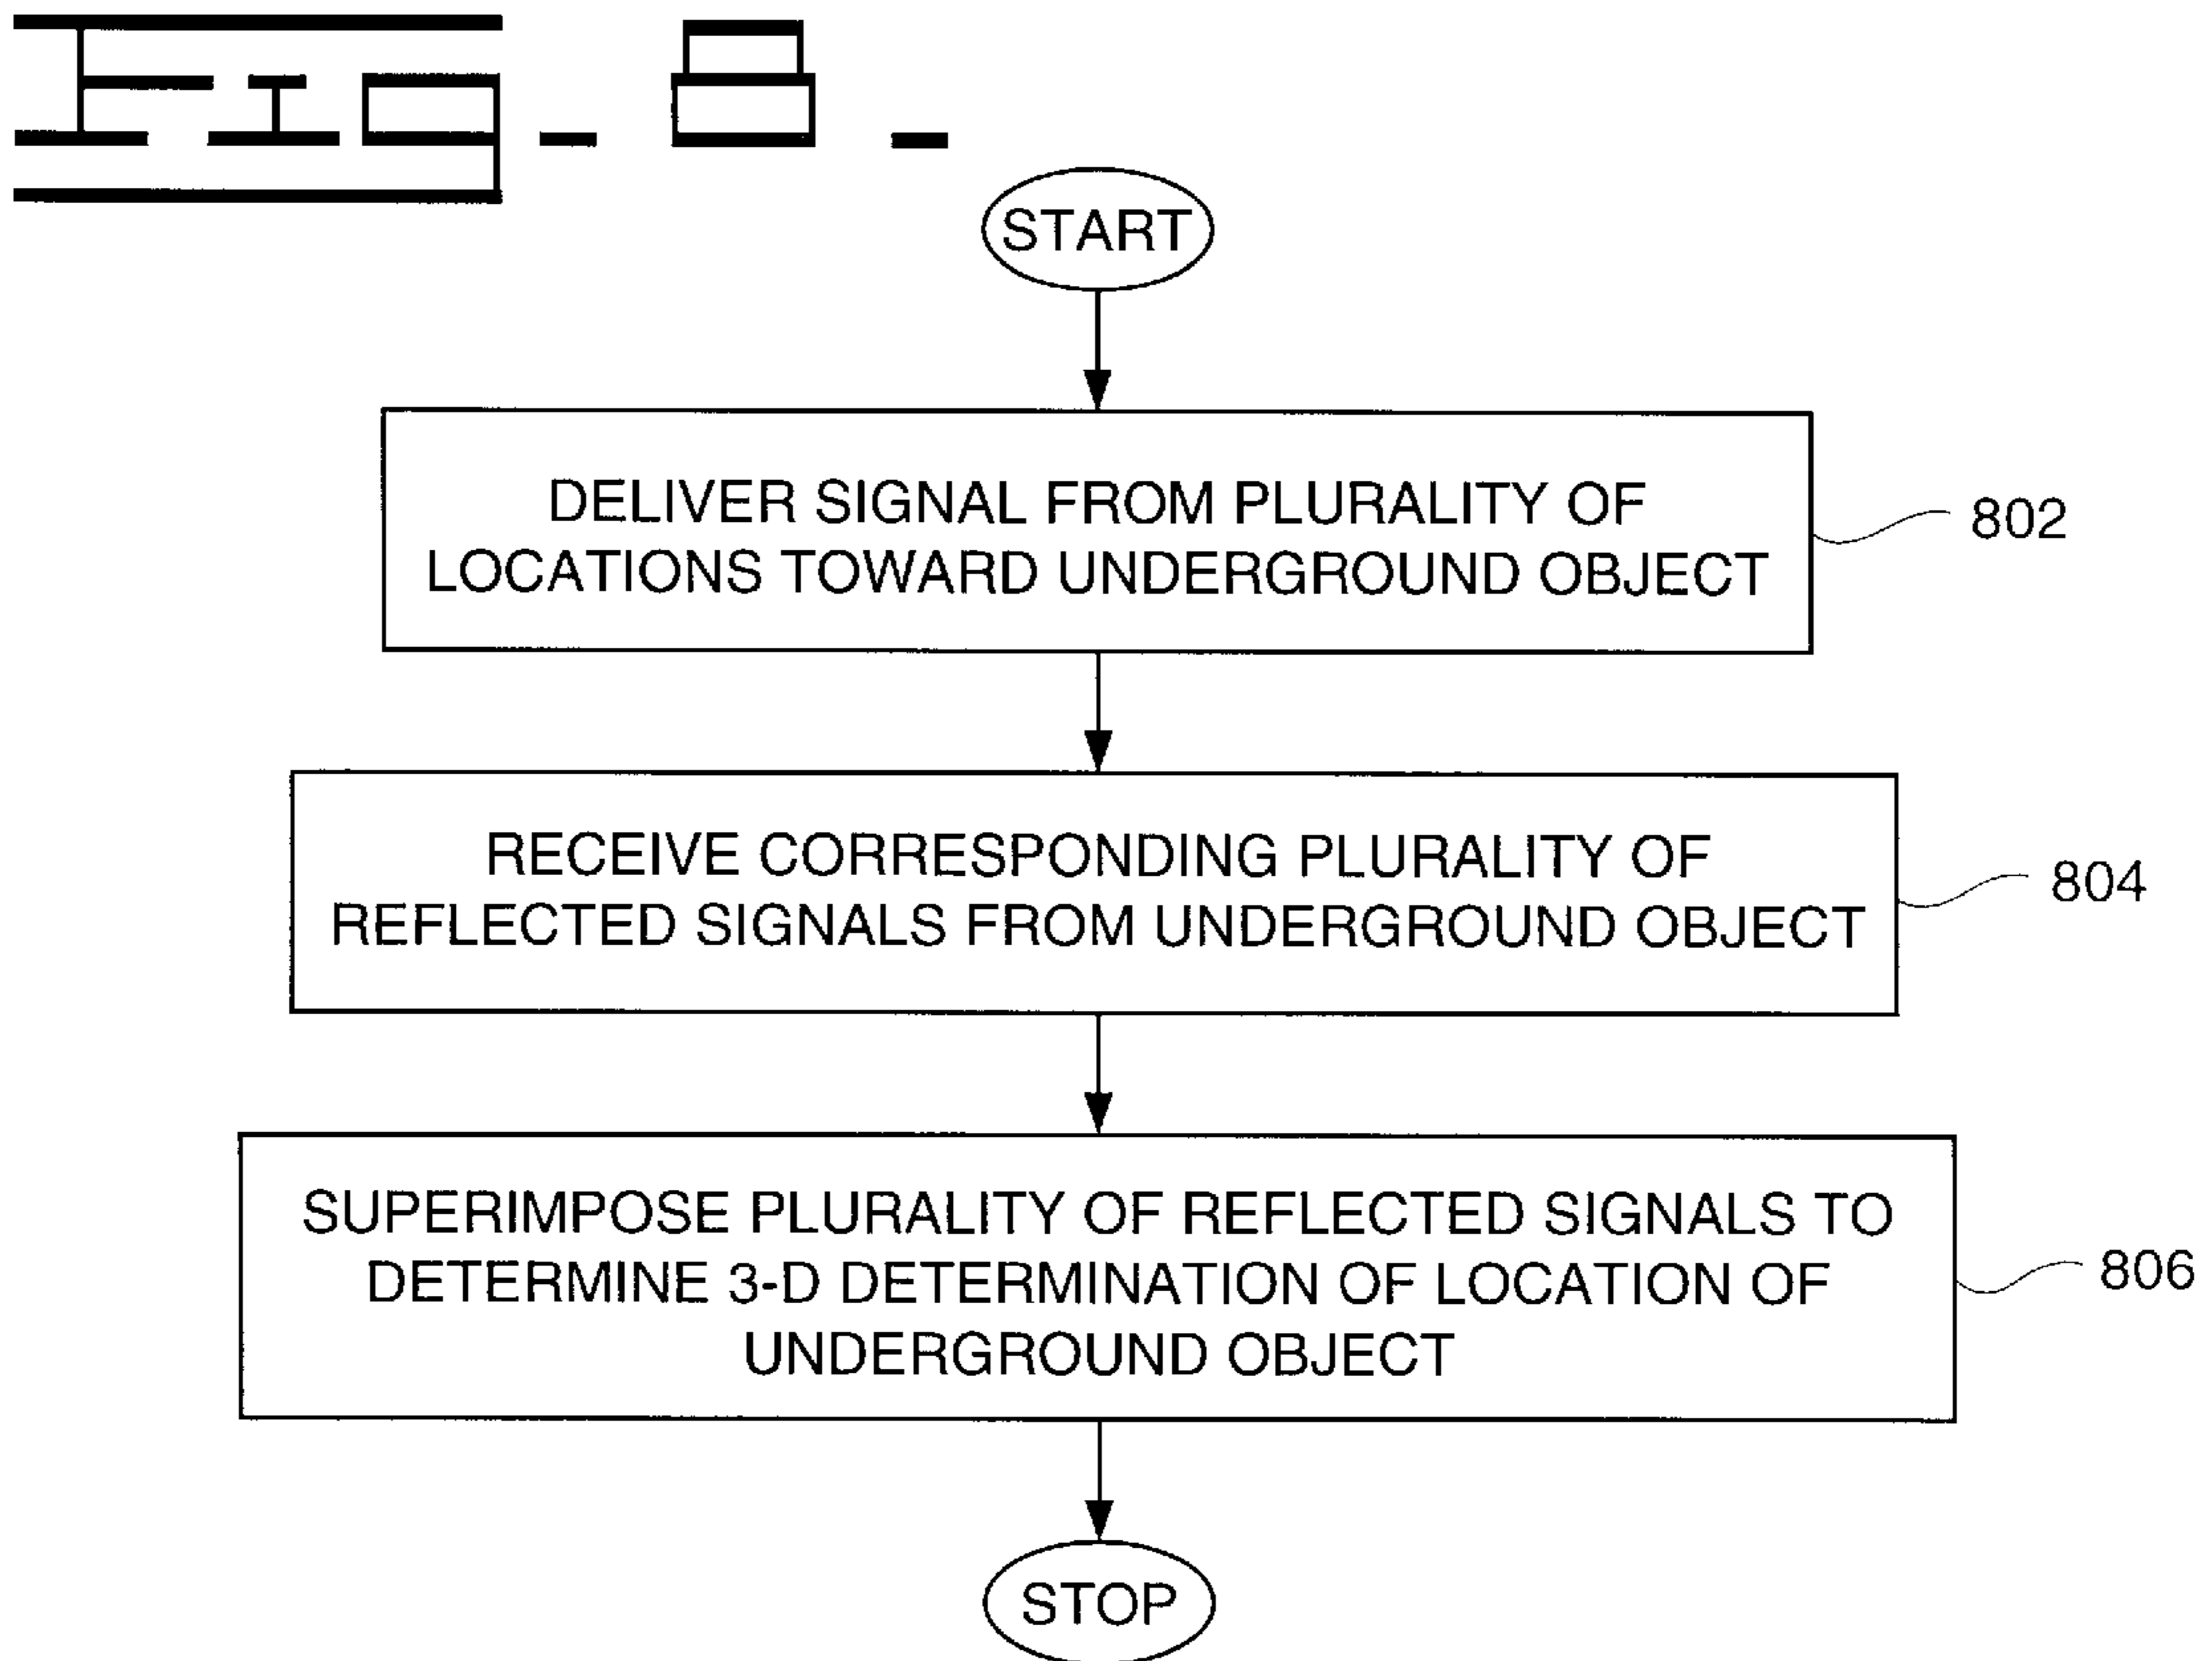 Fig. 8.
START
DELIVER SIGNAL FROM PLURALITY OF
LOCATIONS TOWARD UNDERGROUND OBJECT
802
RECEIVE CORRESPONDING PLURALITY OF
REFLECTED SIGNALS FROM UNDERGROUND OBJECT
804
SUPERIMPOSE PLURALITY OF REFLECTED SIGNALS TO
DETERMINE 3-D DETERMINATION OF LOCATION OF
UNDERGROUND OBJECT
806
STOP